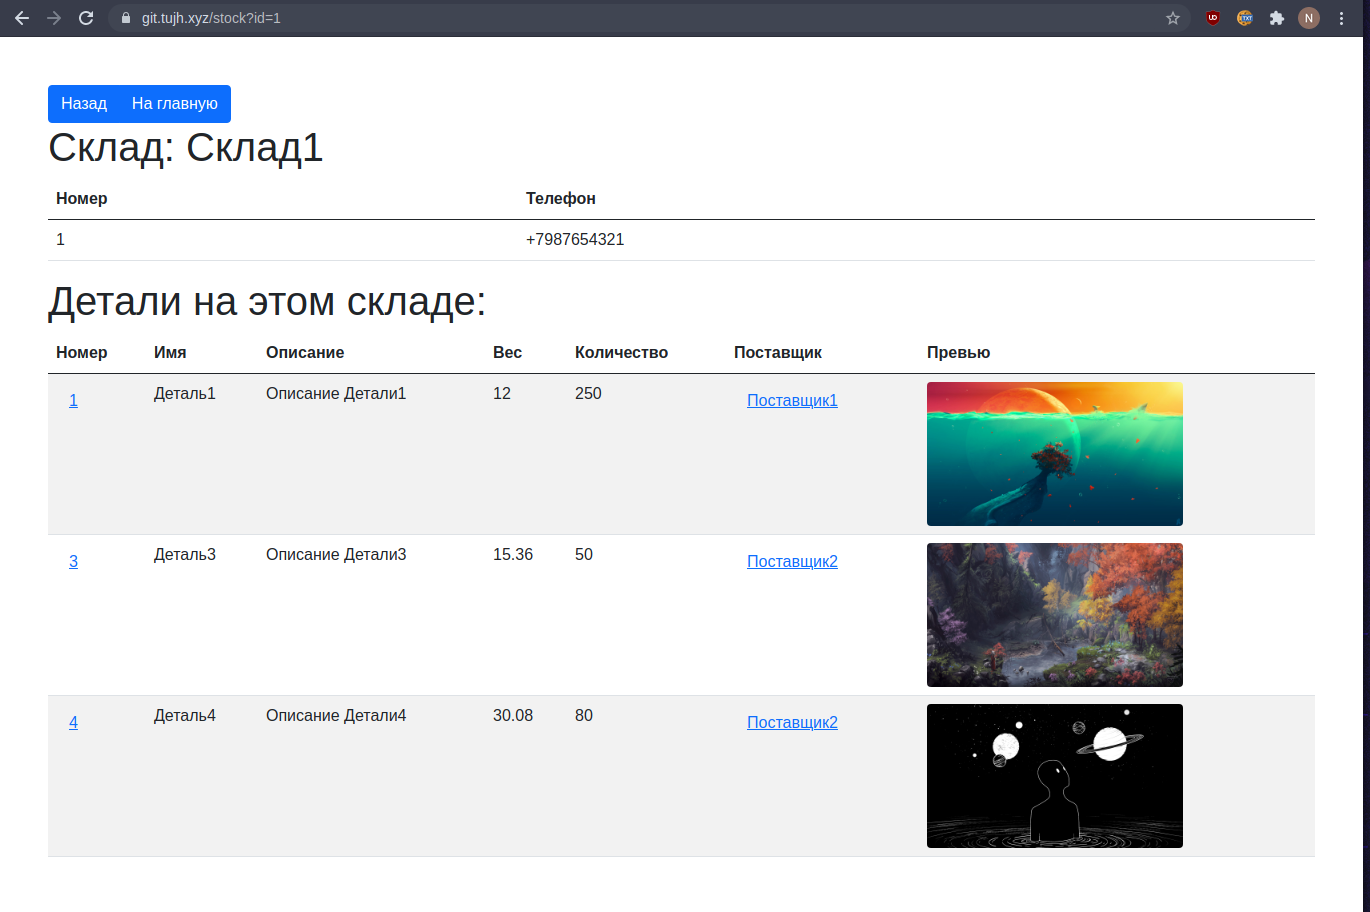 git.tujh.xyz/stock?id=1
N
Назад На главную
Склад: Склад1
Номер Телефон
1 +7987654321
Детали на этом складе:
Номер Имя Описание Вес Количество Поставщик Превью
1 Деталь1 Описание Детали1 12 250 Поставщик1
3 Деталь3 Описание Детали3 15.36 50 Поставщик2
4 Деталь4 Описание Детали4 30.08 80 Поставщик2